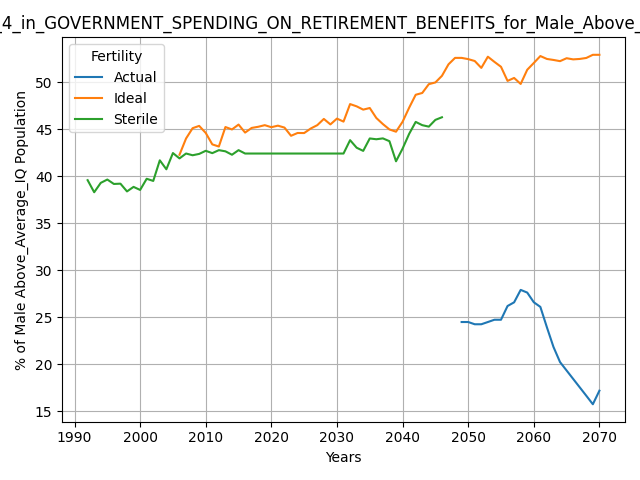 _4_in_GOVERNMENT_SPENDING_ON_RETIREMENT_BENEFITS_for_Male_Above_
Fertility
Actual
Ideal
Sterile
% of Male Above_Average_IQ Population
50
45
40
35
30
25
20
15
1990 2000 2010 2020 2030 2040 2050 2060 2070
Years